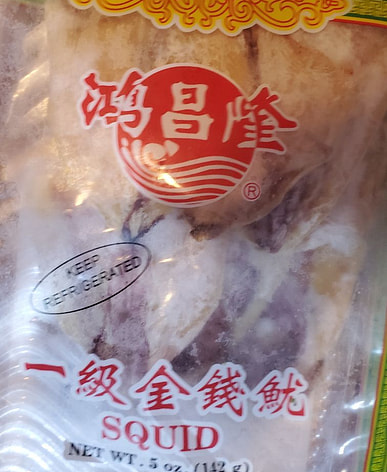 鴻昌隆
®
KEEP
REFRIGERATED
一級金錢魷
SQUID
NET WT. 5 oz. (142 g)